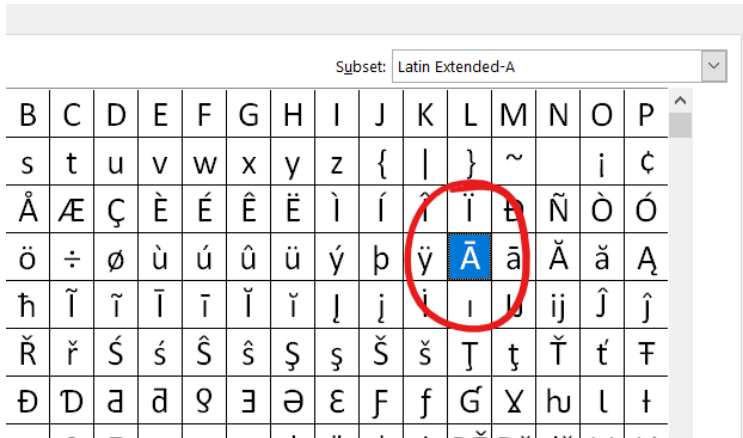 Subset: Latin Extended-A
B C D E F G H I J K L M N O P
s t u v w x y z { | } ~ ¡ ¢
Å Æ Ç È É Ê Ë Ì Í Î Ï Ð Ñ Ò Ó
ö ÷ ø ù ú û ü ý þ ÿ Ā ā Ă ă Ą
ħ Ĩ ĩ Ī ī Ĭ ĭ Į į İ ı IJ ij Ĵ ĵ
Ř ř Ś ś Ŝ ŝ Ş ş Š š Ţ ţ Ť ť Ŧ
Ɖ Ɗ Ƌ ƌ ƍ Ǝ Ə Ɛ Ƒ ƒ Ɠ Ɣ ƕ Ɩ ƚ